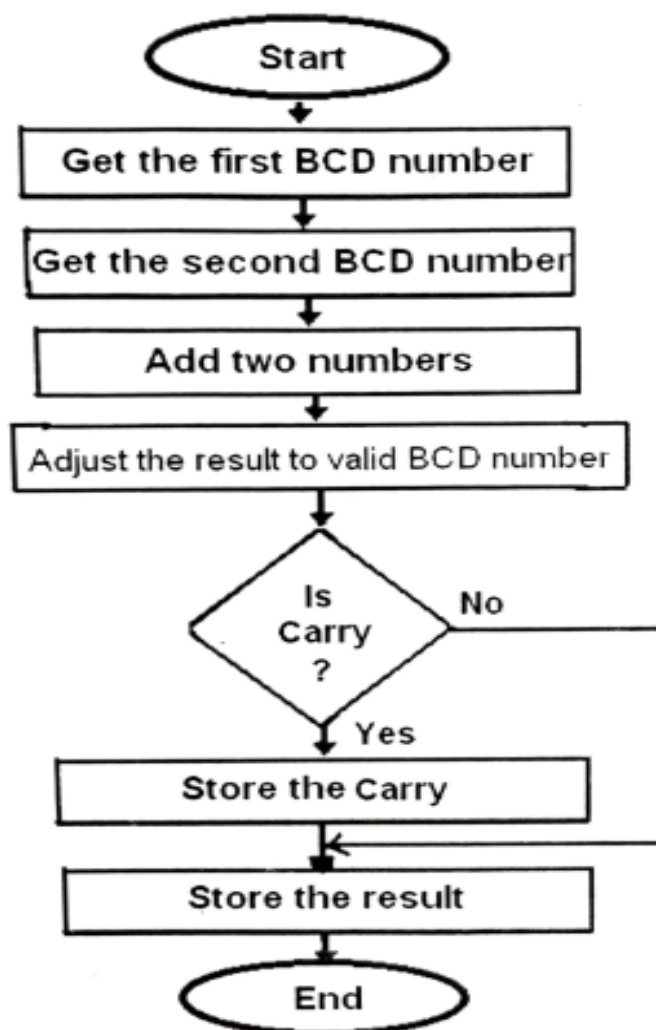 Start
Get the first BCD number
Get the second BCD number
Add two numbers
Adjust the result to valid BCD number
Is
Carry
?
No
Yes
Store the Carry
Store the result
End